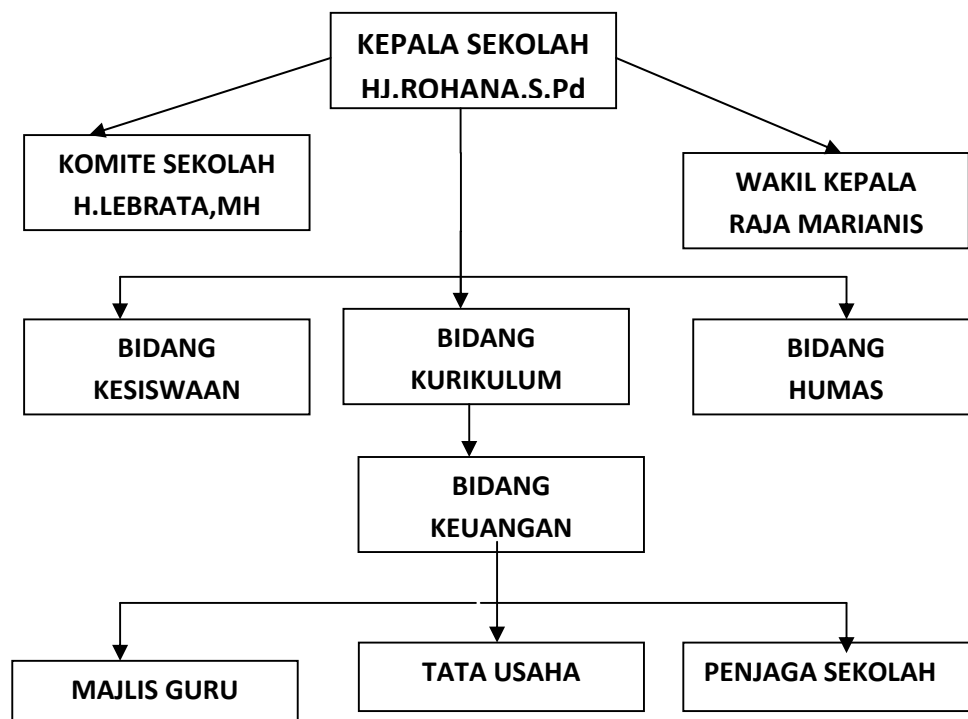 KEPALA SEKOLAH
HJ.ROHANA.S.Pd
KOMITE SEKOLAH
H.LEBRATA,MH
WAKIL KEPALA
RAJA MARIANIS
BIDANG
KESISWAAN
BIDANG
KURIKULUM
BIDANG
HUMAS
BIDANG
KEUANGAN
MAJLIS GURU
TATA USAHA
PENJAGA SEKOLAH